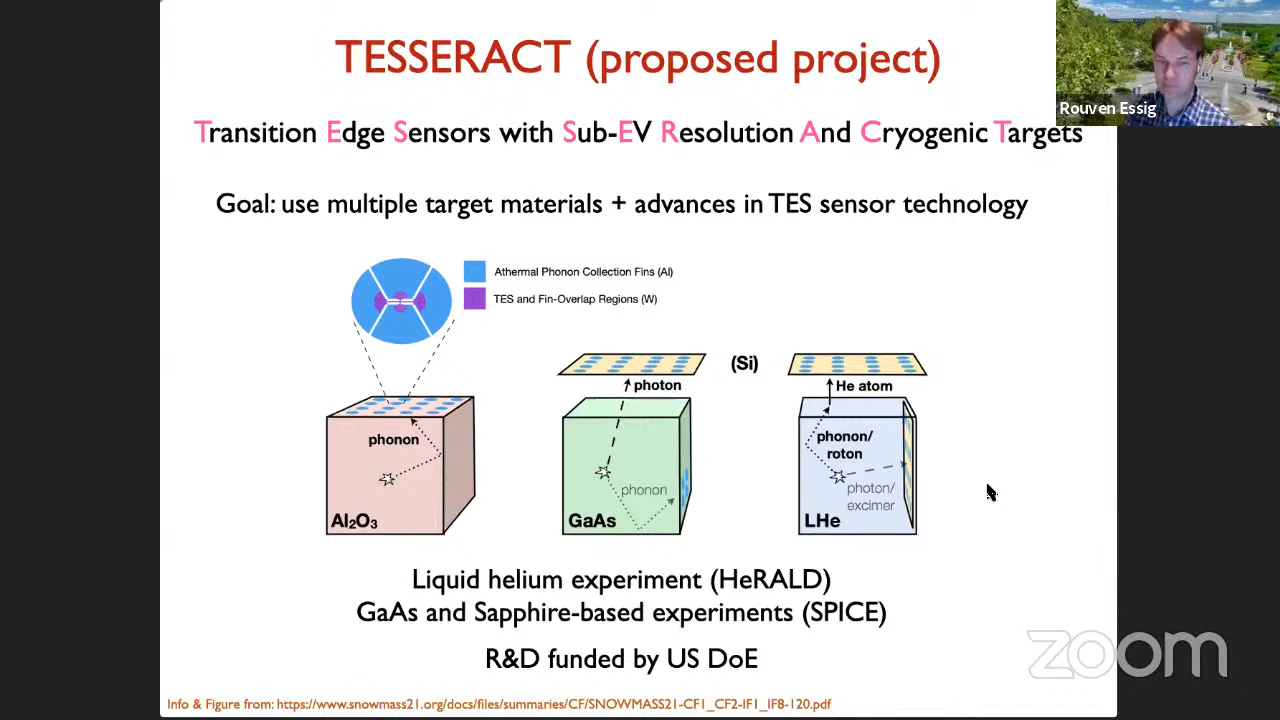 TESSERACT (proposed project)
Rouven Essig
Transition Edge Sensors with Sub-EV Resolution And Cryogenic Targets
Goal: use multiple target materials + advances in TES sensor technology
Athermal Phonon Collection Fins (Al)
TES and Fin-Overlap Regions (W)
(Si)
photon
He atom
phonon
phonon/
roton
phonon
photon/
excimer
Al₂O₃
GaAs
LHe
Liquid helium experiment (HeRALD)
GaAs and Sapphire-based experiments (SPICE)
R&D funded by US DoE
zoom
Info & Figure from: https://www.snowmass21.org/docs/files/summaries/CF/SNOWMASS21-CF1_CF2-IF1_IF8-120.pdf